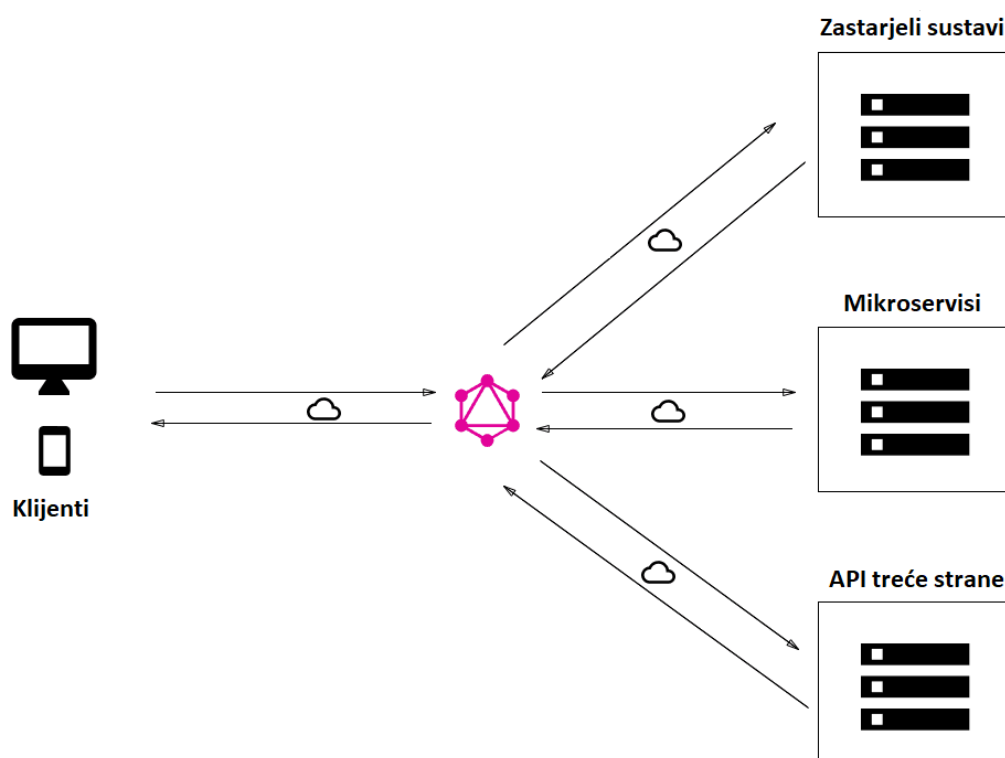 Zastarjeli sustavi
Mikroservisi
Klijenti
API treće strane